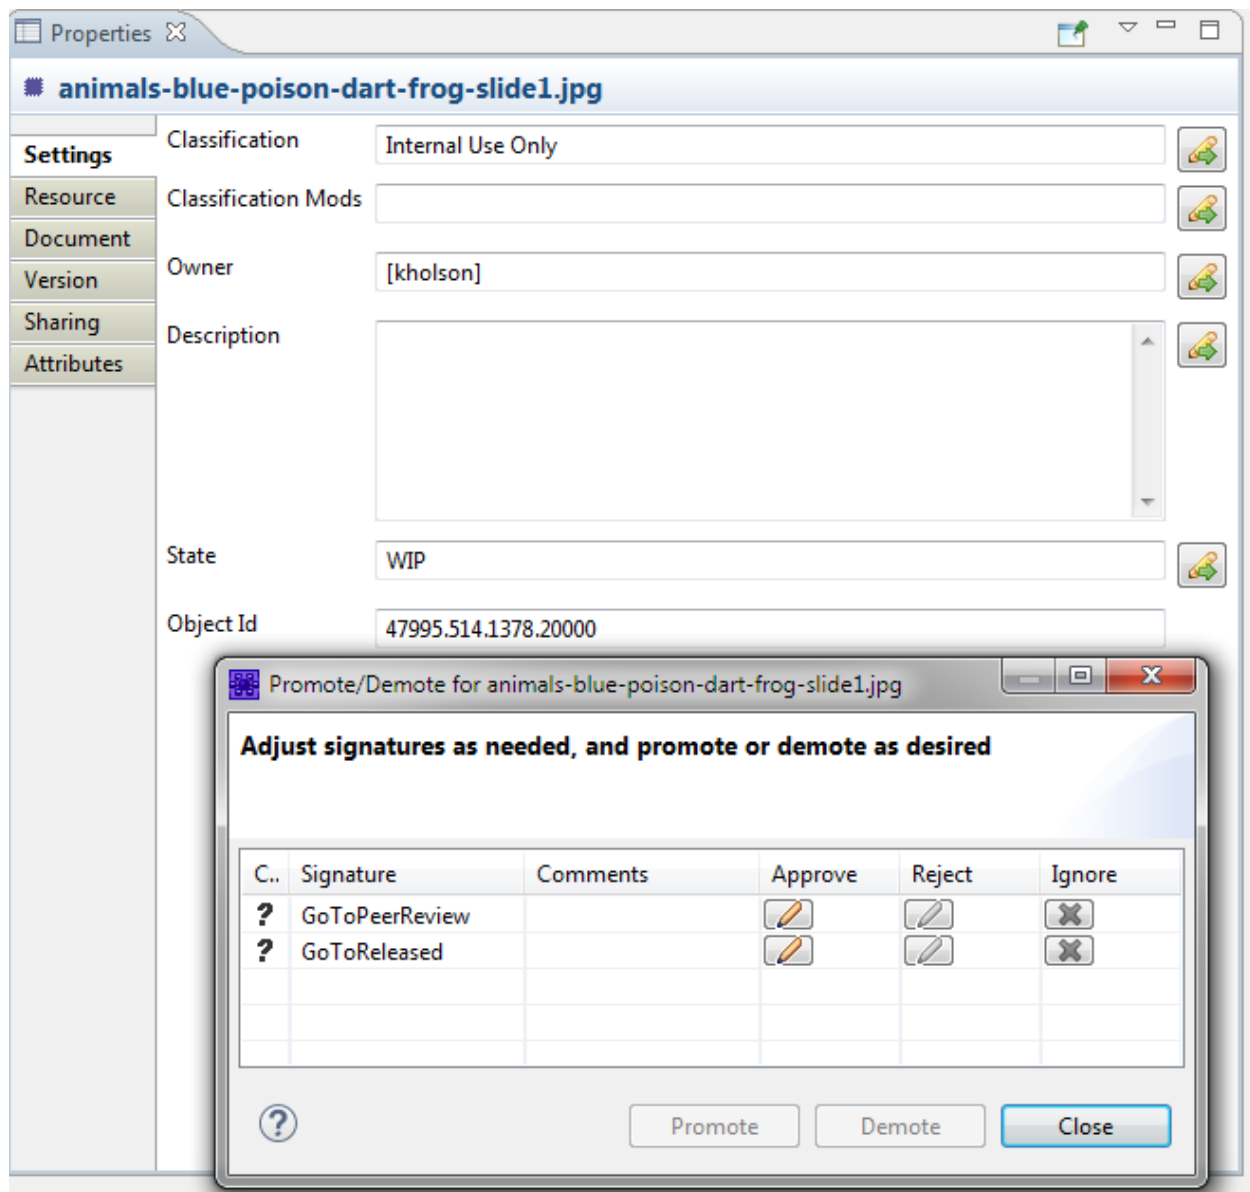 Properties
animals-blue-poison-dart-frog-slide1.jpg
Settings
Resource
Document
Version
Sharing
Attributes
Classification Internal Use Only
Classification Mods
Owner [kholson]
Description
State WIP
Object Id 47995.514.1378.20000
Promote/Demote for animals-blue-poison-dart-frog-slide1.jpg
Adjust signatures as needed, and promote or demote as desired
C.. Signature Comments Approve Reject Ignore
? GoToPeerReview
? GoToReleased
? Promote Demote Close